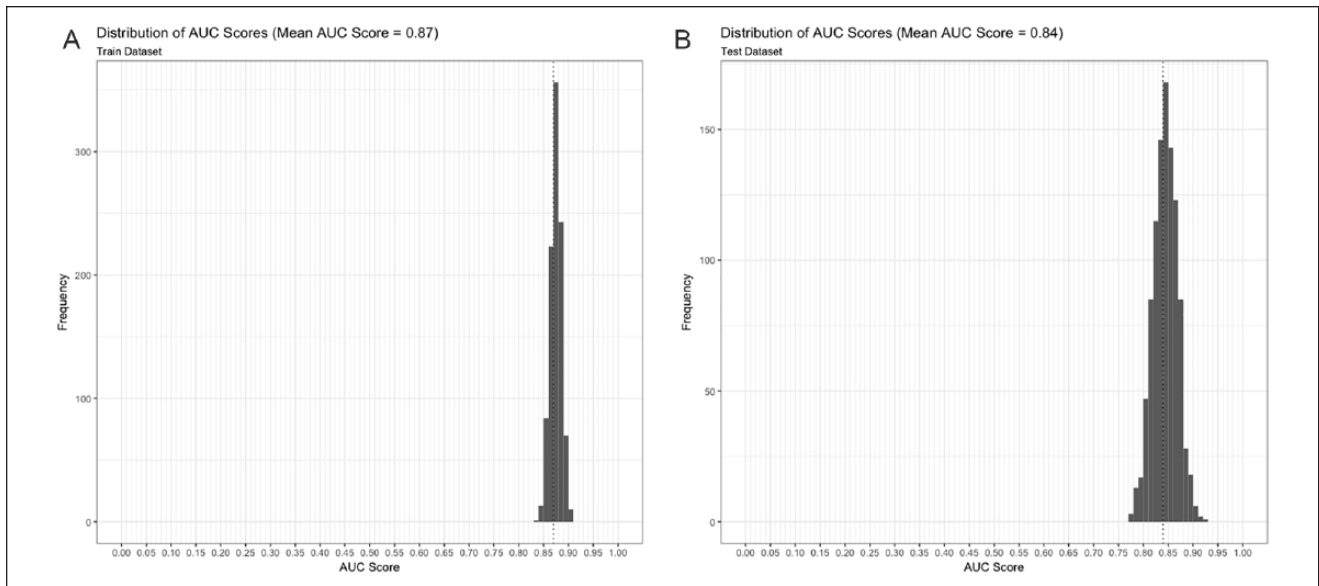 A
Distribution of AUC Scores (Mean AUC Score = 0.87)
Train Dataset
Frequency
300
200
100
0
0.00 0.05 0.10 0.15 0.20 0.25 0.30 0.35 0.40 0.45 0.50 0.55 0.60 0.65 0.70 0.75 0.80 0.85 0.90 0.95 1.00
AUC Score
B
Distribution of AUC Scores (Mean AUC Score = 0.84)
Test Dataset
Frequency
150
100
50
0
0.00 0.05 0.10 0.15 0.20 0.25 0.30 0.35 0.40 0.45 0.50 0.55 0.60 0.65 0.70 0.75 0.80 0.85 0.90 0.95 1.00
AUC Score